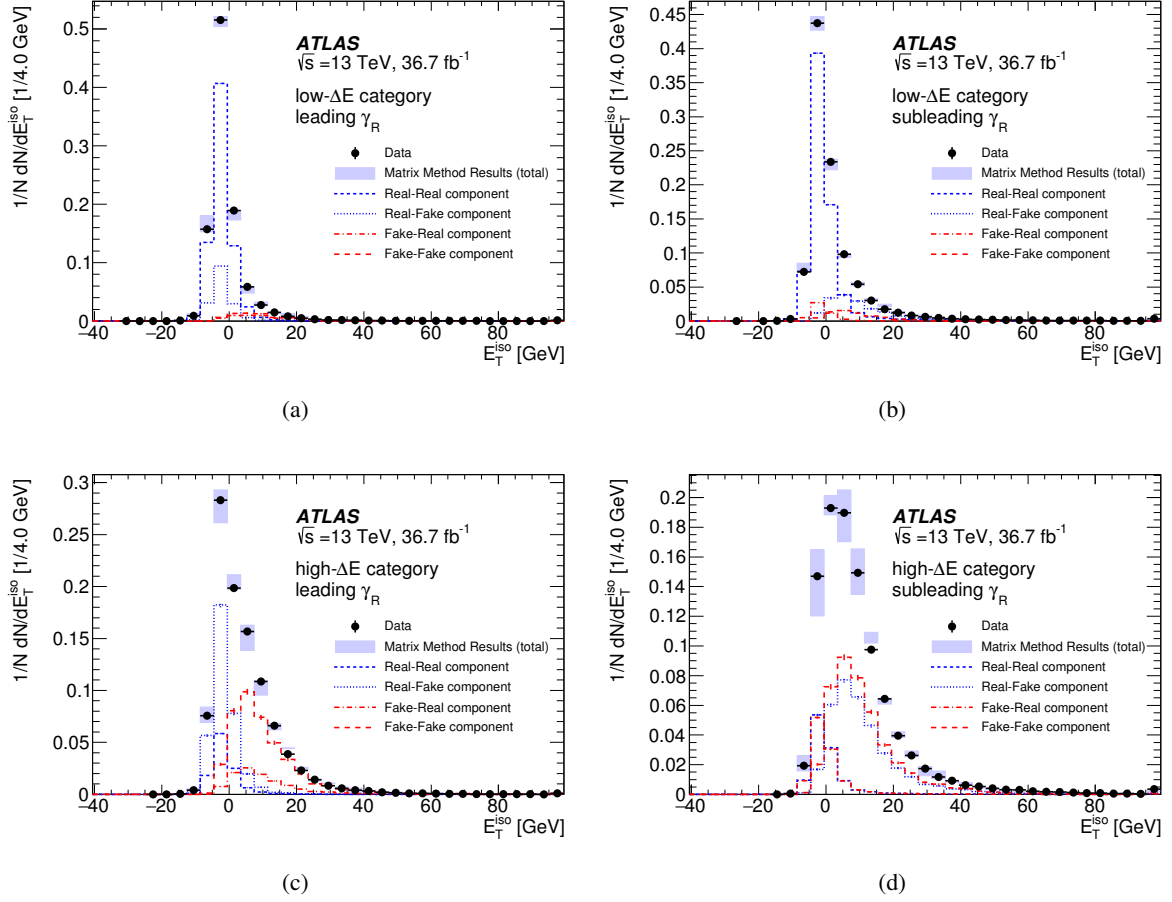 1/N dN/dE_T^iso [1/4.0 GeV]
0.5
0.4
0.3
0.2
0.1
0
ATLAS
√s =13 TeV, 36.7 fb⁻¹
low-ΔE category
leading γ_R
Data
Matrix Method Results (total)
Real-Real component
Real-Fake component
Fake-Real component
Fake-Fake component
−40 −20 0 20 40 60 80
E_T^iso [GeV]
(a)
1/N dN/dE_T^iso [1/4.0 GeV]
0.45
0.4
0.35
0.3
0.25
0.2
0.15
0.1
0.05
0
ATLAS
√s =13 TeV, 36.7 fb⁻¹
low-ΔE category
subleading γ_R
Data
Matrix Method Results (total)
Real-Real component
Real-Fake component
Fake-Real component
Fake-Fake component
−40 −20 0 20 40 60 80
E_T^iso [GeV]
(b)
1/N dN/dE_T^iso [1/4.0 GeV]
0.3
0.25
0.2
0.15
0.1
0.05
0
ATLAS
√s =13 TeV, 36.7 fb⁻¹
high-ΔE category
leading γ_R
Data
Matrix Method Results (total)
Real-Real component
Real-Fake component
Fake-Real component
Fake-Fake component
−40 −20 0 20 40 60 80
E_T^iso [GeV]
(c)
1/N dN/dE_T^iso [1/4.0 GeV]
0.2
0.18
0.16
0.14
0.12
0.1
0.08
0.06
0.04
0.02
0
ATLAS
√s =13 TeV, 36.7 fb⁻¹
high-ΔE category
subleading γ_R
Data
Matrix Method Results (total)
Real-Real component
Real-Fake component
Fake-Real component
Fake-Fake component
−40 −20 0 20 40 60 80
E_T^iso [GeV]
(d)